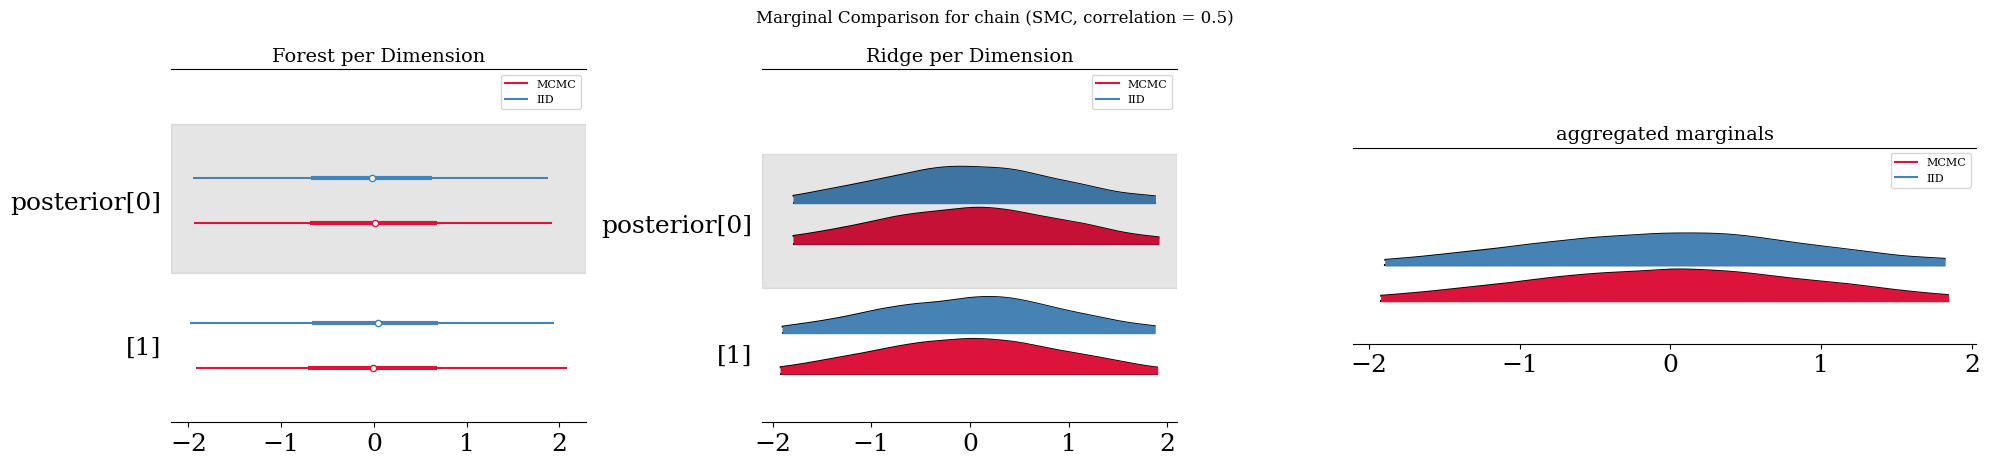 Marginal Comparison for chain (SMC, correlation = 0.5)
Forest per Dimension
MCMC
IID
posterior[0]
[1]
−2 −1 0 1 2
Ridge per Dimension
MCMC
IID
posterior[0]
[1]
−2 −1 0 1 2
aggregated marginals
MCMC
IID
−2 −1 0 1 2